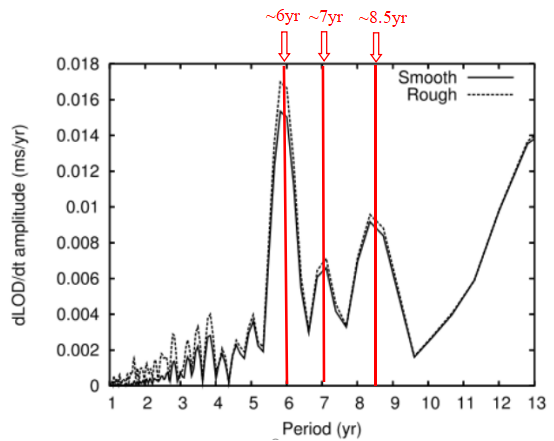 ~6yr ~7yr ~8.5yr
0.018
Smooth
0.016
Rough
0.014
0.012
0.01
0.008
0.006
0.004
0.002
0
dLOD/dt amplitude (ms/yr)
1 2 3 4 5 6 7 8 9 10 11 12 13
Period (yr)